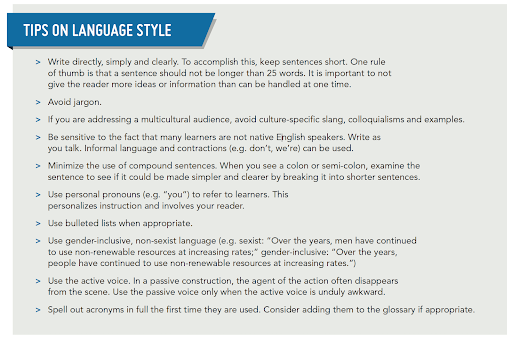 TIPS ON LANGUAGE STYLE
> Write directly, simply and clearly. To accomplish this, keep sentences short. One rule
of thumb is that a sentence should not be longer than 25 words. It is important to not
give the reader more ideas or information than can be handled at one time.
> Avoid jargon.
> If you are addressing a multicultural audience, avoid culture-specific slang, colloquialisms and examples.
> Be sensitive to the fact that many learners are not native English speakers. Write as
you talk. Informal language and contractions (e.g. don't, we're) can be used.
> Minimize the use of compound sentences. When you see a colon or semi-colon, examine the
sentence to see if it could be made simpler and clearer by breaking it into shorter sentences.
> Use personal pronouns (e.g. “you”) to refer to learners. This
personalizes instruction and involves your reader.
> Use bulleted lists when appropriate.
> Use gender-inclusive, non-sexist language (e.g. sexist: “Over the years, men have continued
to use non-renewable resources at increasing rates;” gender-inclusive: “Over the years,
people have continued to use non-renewable resources at increasing rates.”)
> Use the active voice. In a passive construction, the agent of the action often disappears
from the scene. Use the passive voice only when the active voice is unduly awkward.
> Spell out acronyms in full the first time they are used. Consider adding them to the glossary if appropriate.